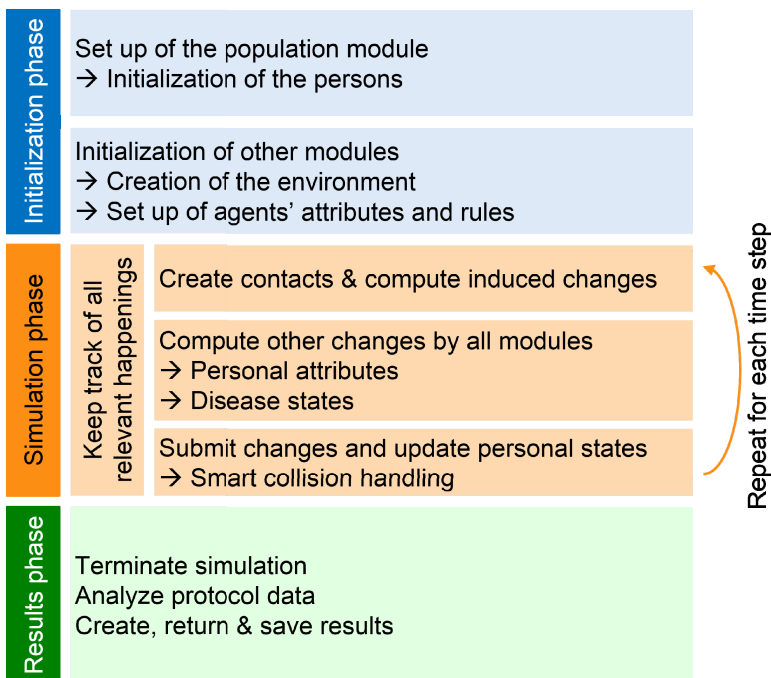 Initialization phase
Set up of the population module
→ Initialization of the persons
Initialization of other modules
→ Creation of the environment
→ Set up of agents’ attributes and rules
Simulation phase
Keep track of all
relevant happenings
Create contacts & compute induced changes
Compute other changes by all modules
→ Personal attributes
→ Disease states
Submit changes and update personal states
→ Smart collision handling
Repeat for each time step
Results phase
Terminate simulation
Analyze protocol data
Create, return & save results